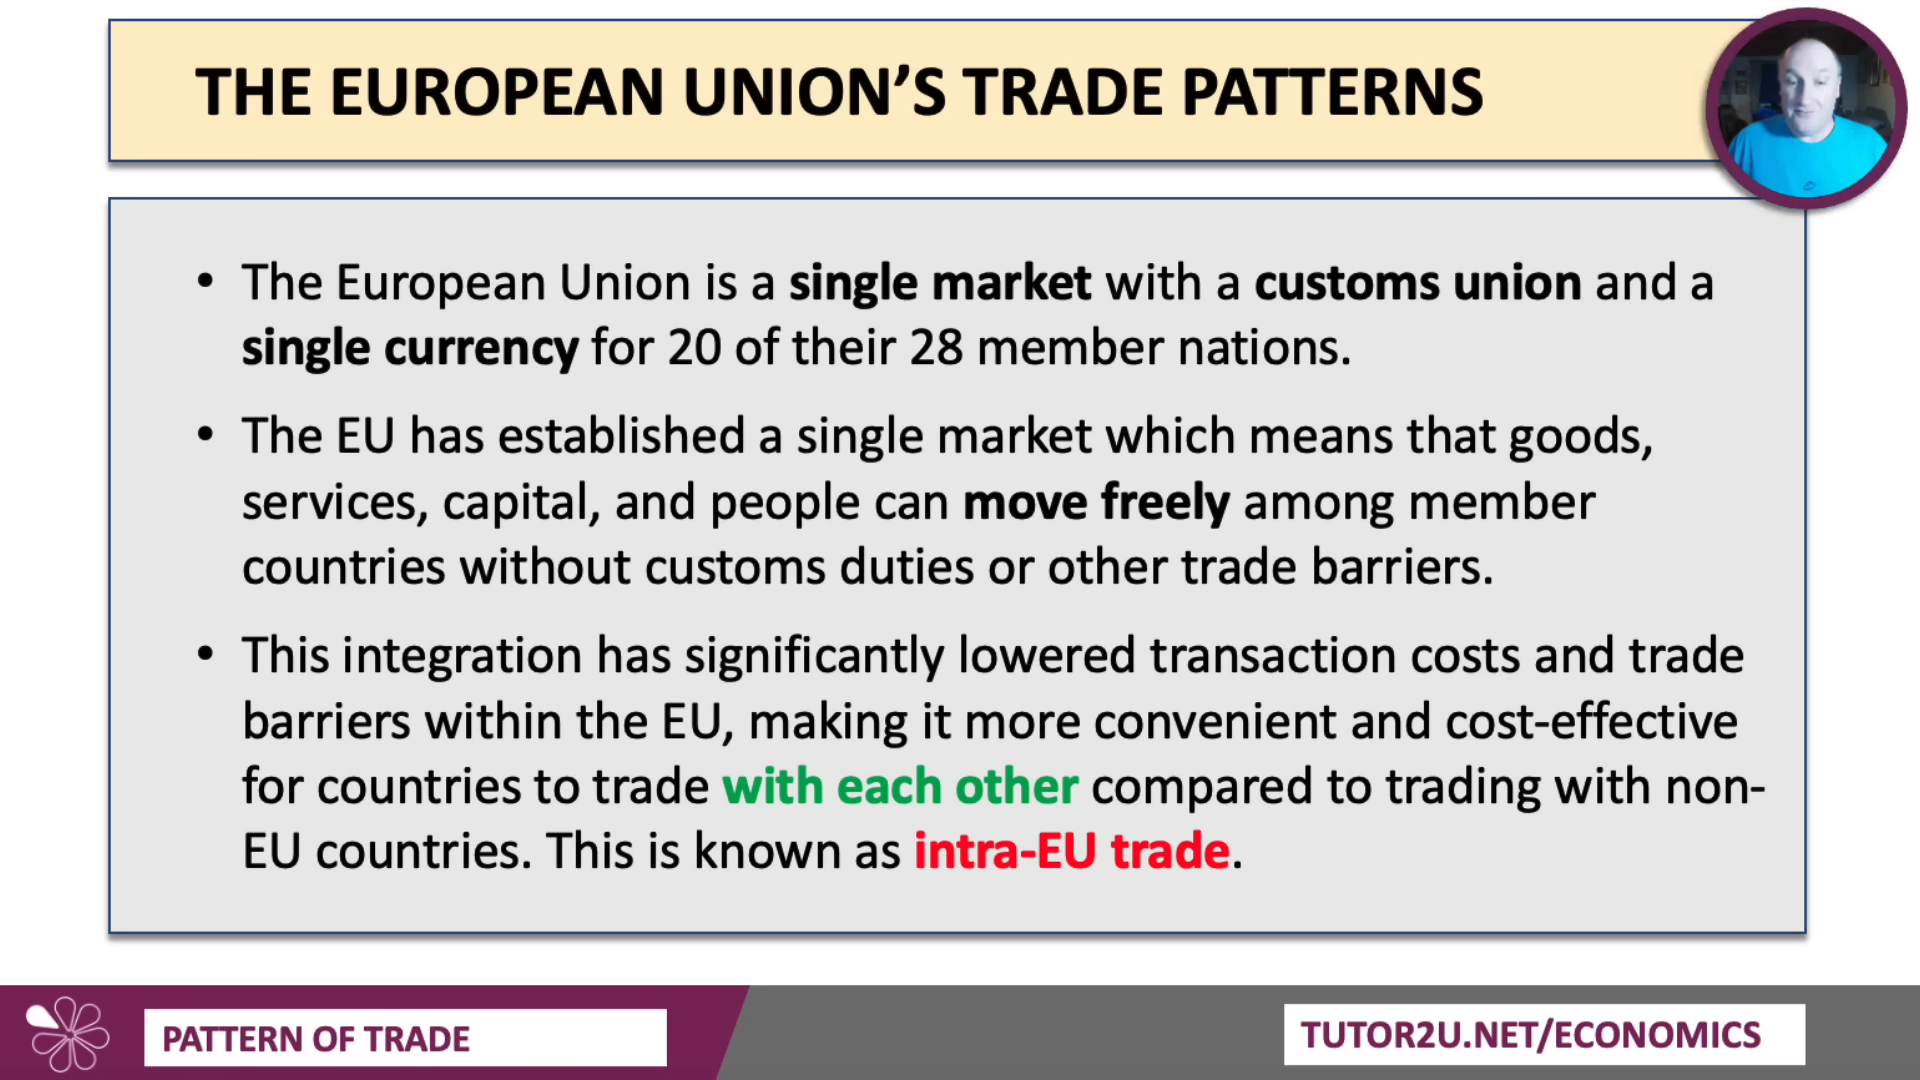 THE EUROPEAN UNION’S TRADE PATTERNS
• The European Union is a single market with a customs union and a
single currency for 20 of their 28 member nations.
• The EU has established a single market which means that goods,
services, capital, and people can move freely among member
countries without customs duties or other trade barriers.
• This integration has significantly lowered transaction costs and trade
barriers within the EU, making it more convenient and cost-effective
for countries to trade with each other compared to trading with non-
EU countries. This is known as intra-EU trade.
PATTERN OF TRADE
TUTOR2U.NET/ECONOMICS